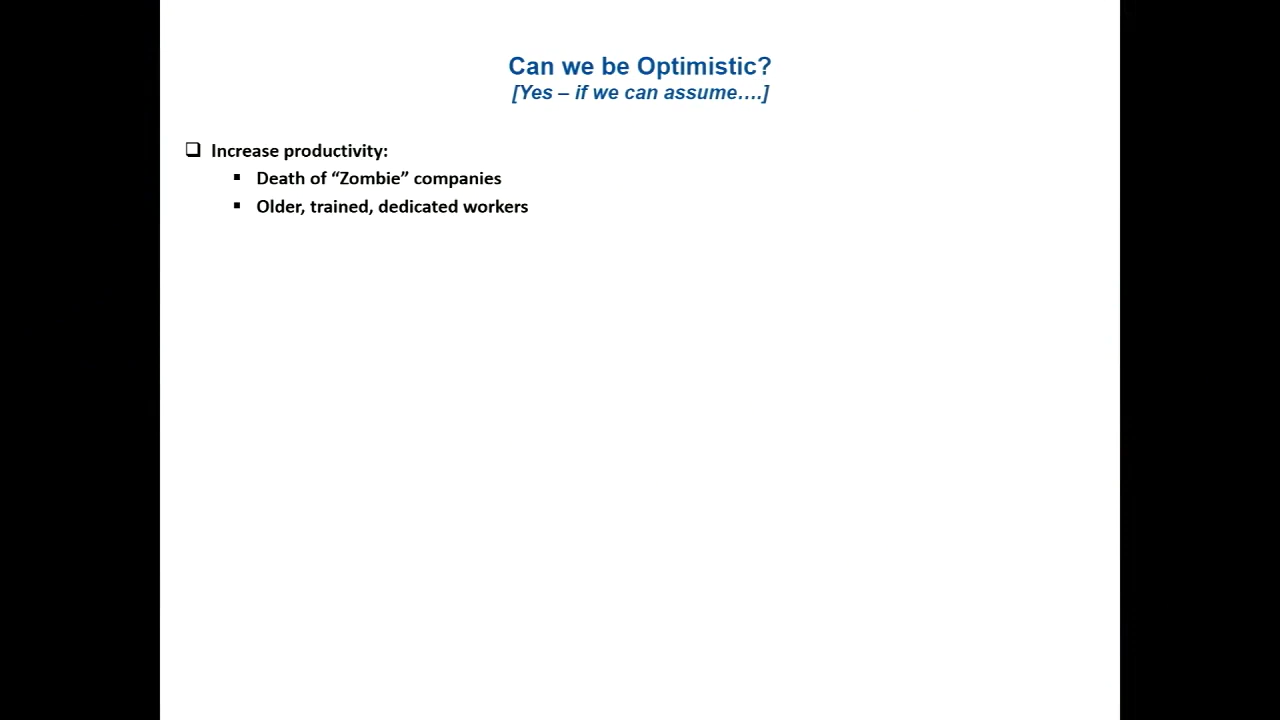 Can we be Optimistic?
[Yes – if we can assume….]
❑ Increase productivity:
▪ Death of “Zombie” companies
▪ Older, trained, dedicated workers